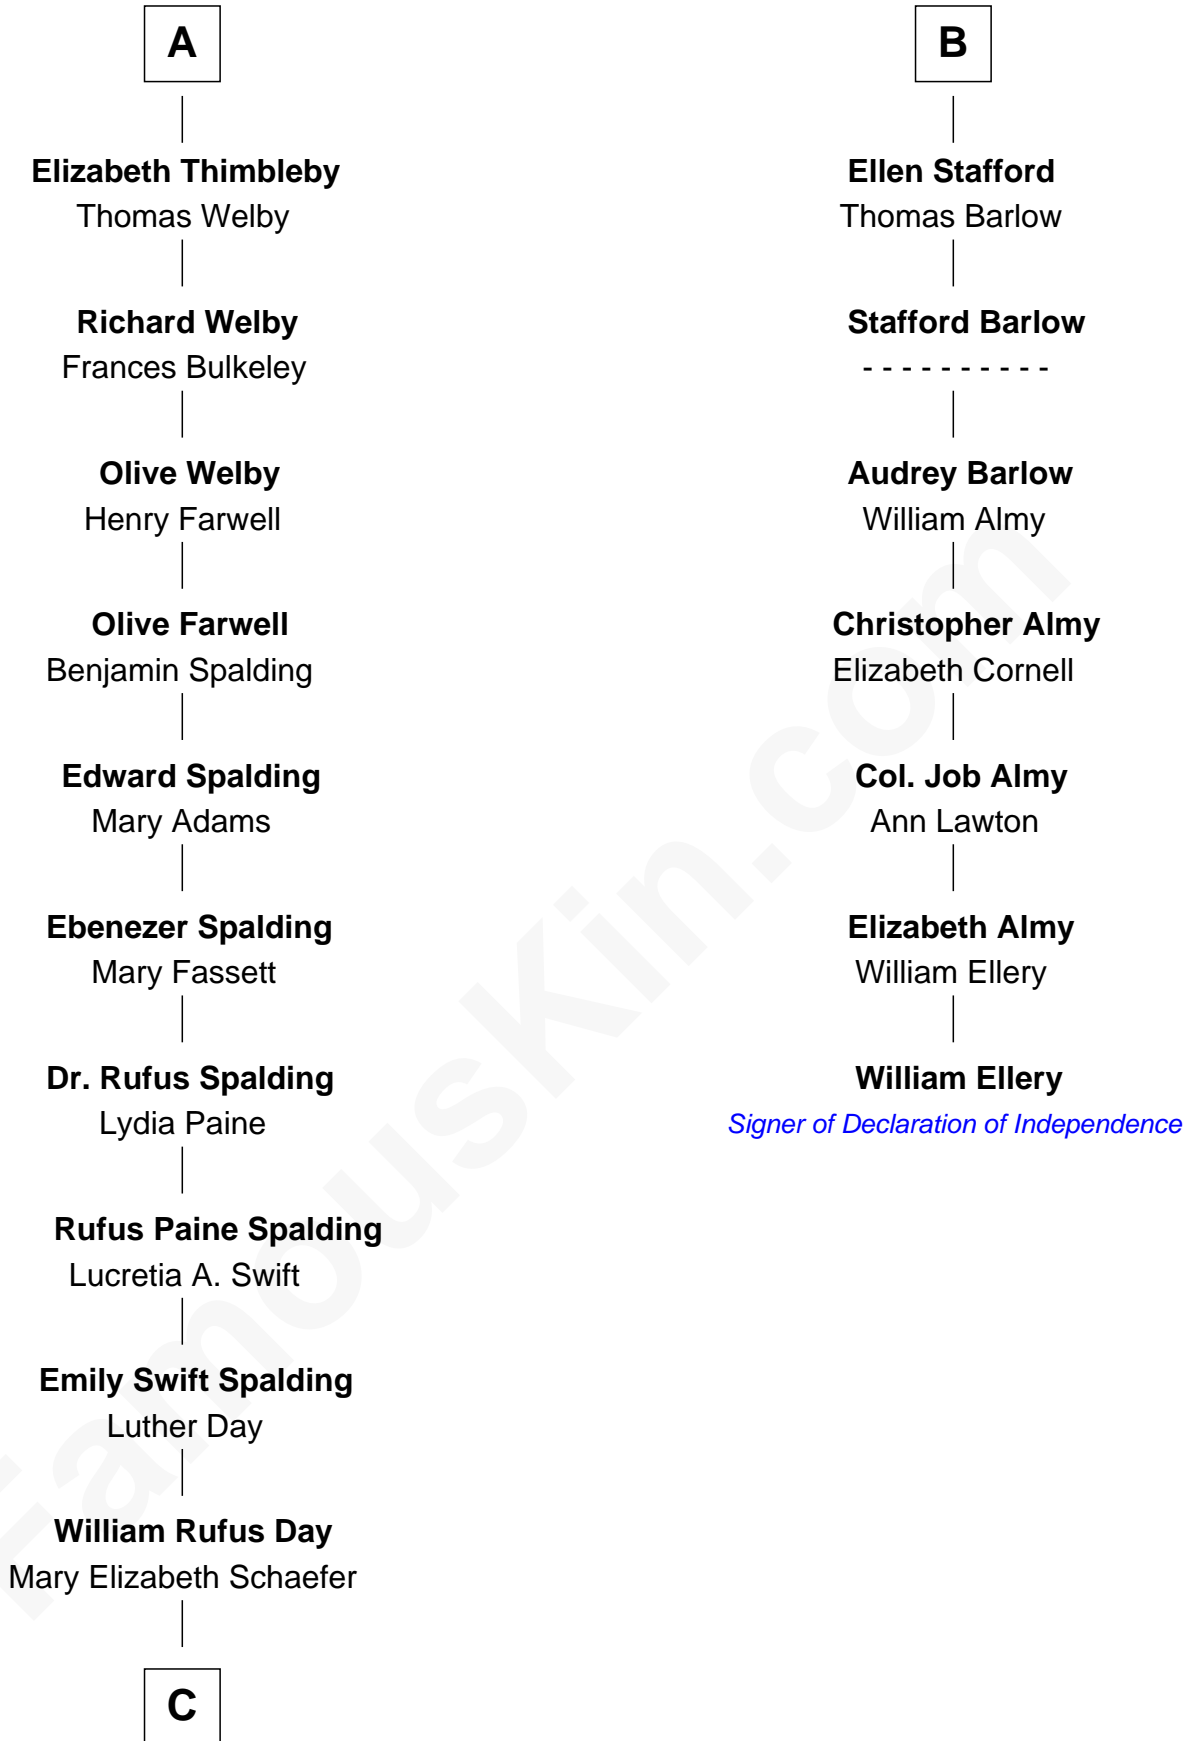 A
Elizabeth Thimbleby
Thomas Welby
Richard Welby
Frances Bulkeley
Olive Welby
Henry Farwell
Olive Farwell
Benjamin Spalding
Edward Spalding
Mary Adams
Ebenezer Spalding
Mary Fassett
Dr. Rufus Spalding
Lydia Paine
Rufus Paine Spalding
Lucretia A. Swift
Emily Swift Spalding
Luther Day
William Rufus Day
Mary Elizabeth Schaefer
C
B
Ellen Stafford
Thomas Barlow
Stafford Barlow
- - - - - - - - - -
Audrey Barlow
William Almy
Christopher Almy
Elizabeth Cornell
Col. Job Almy
Ann Lawton
Elizabeth Almy
William Ellery
William Ellery
Signer of Declaration of Independence
FamousKin.com